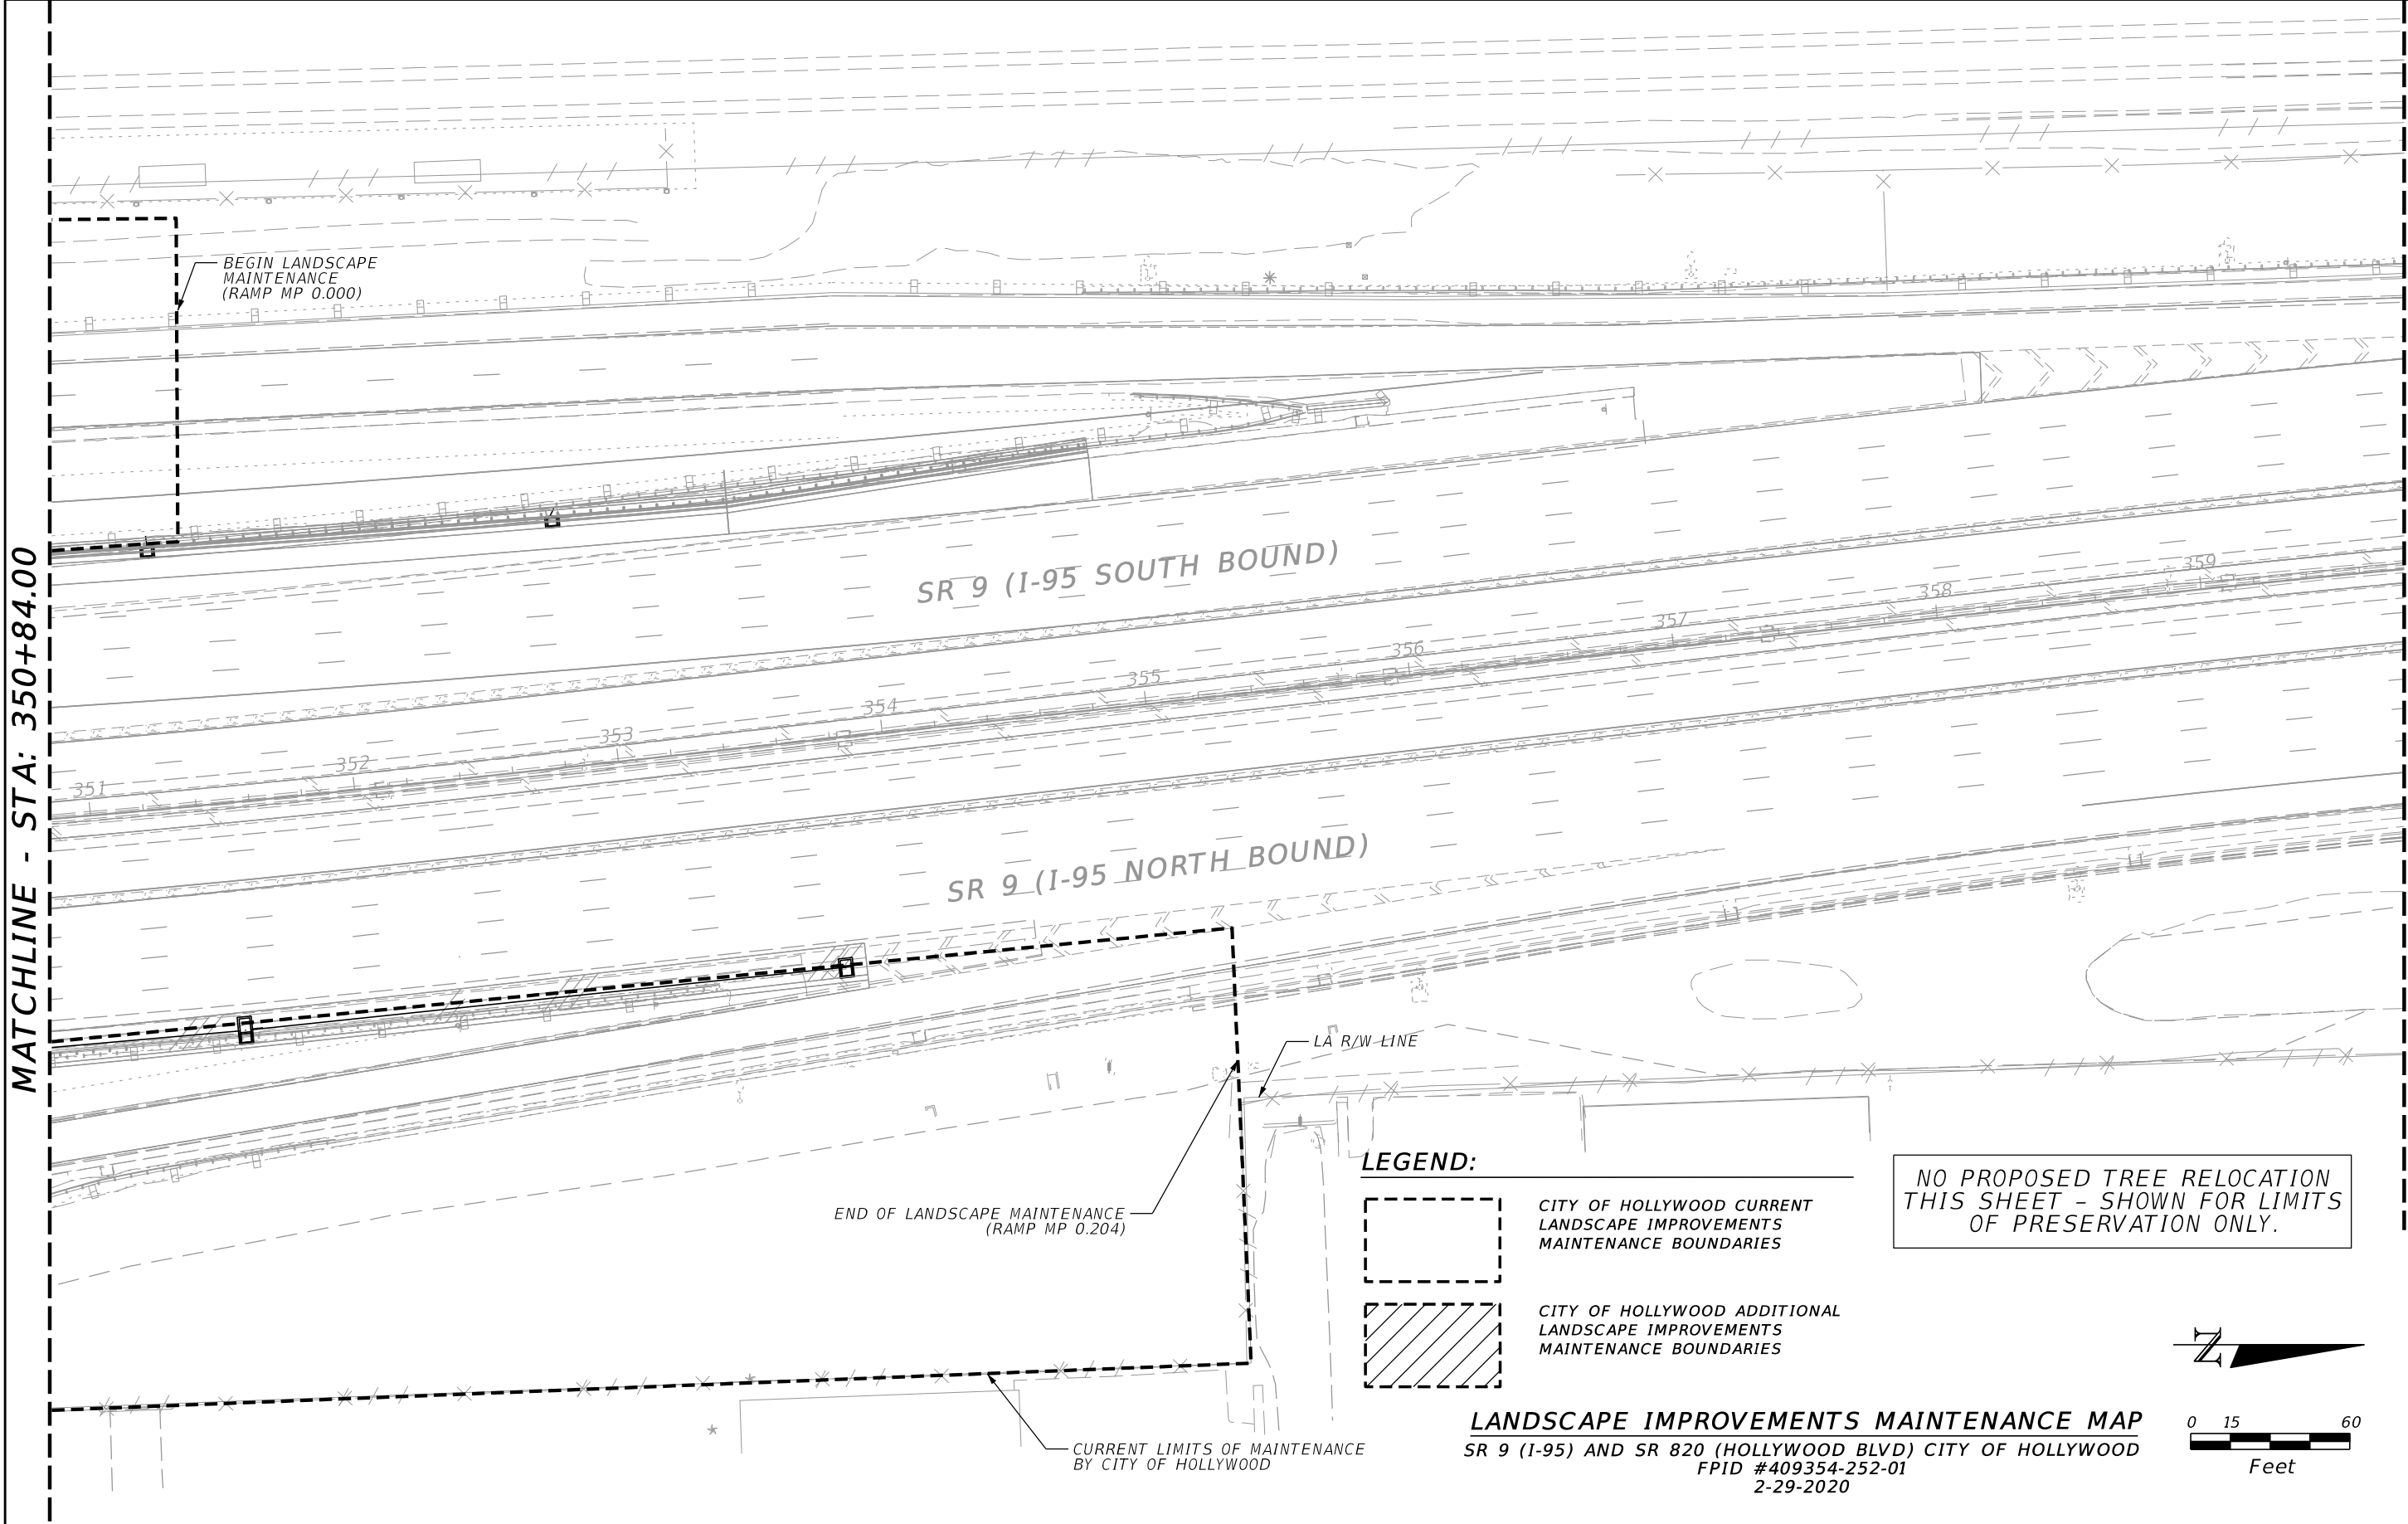 MATCHLINE - STA: 350+84.00
BEGIN LANDSCAPE
MAINTENANCE
(RAMP MP 0.000)
SR 9 (I-95 SOUTH BOUND)
351
352
353
354
355
356
357
358
359
SR 9 (I-95 NORTH BOUND)
LA R/W LINE
END OF LANDSCAPE MAINTENANCE
(RAMP MP 0.204)
CURRENT LIMITS OF MAINTENANCE
BY CITY OF HOLLYWOOD
LEGEND:
CITY OF HOLLYWOOD CURRENT
LANDSCAPE IMPROVEMENTS
MAINTENANCE BOUNDARIES
CITY OF HOLLYWOOD ADDITIONAL
LANDSCAPE IMPROVEMENTS
MAINTENANCE BOUNDARIES
NO PROPOSED TREE RELOCATION
THIS SHEET – SHOWN FOR LIMITS
OF PRESERVATION ONLY.
N
LANDSCAPE IMPROVEMENTS MAINTENANCE MAP
SR 9 (I-95) AND SR 820 (HOLLYWOOD BLVD) CITY OF HOLLYWOOD
FPID #409354-252-01
2-29-2020
0 15 60
Feet